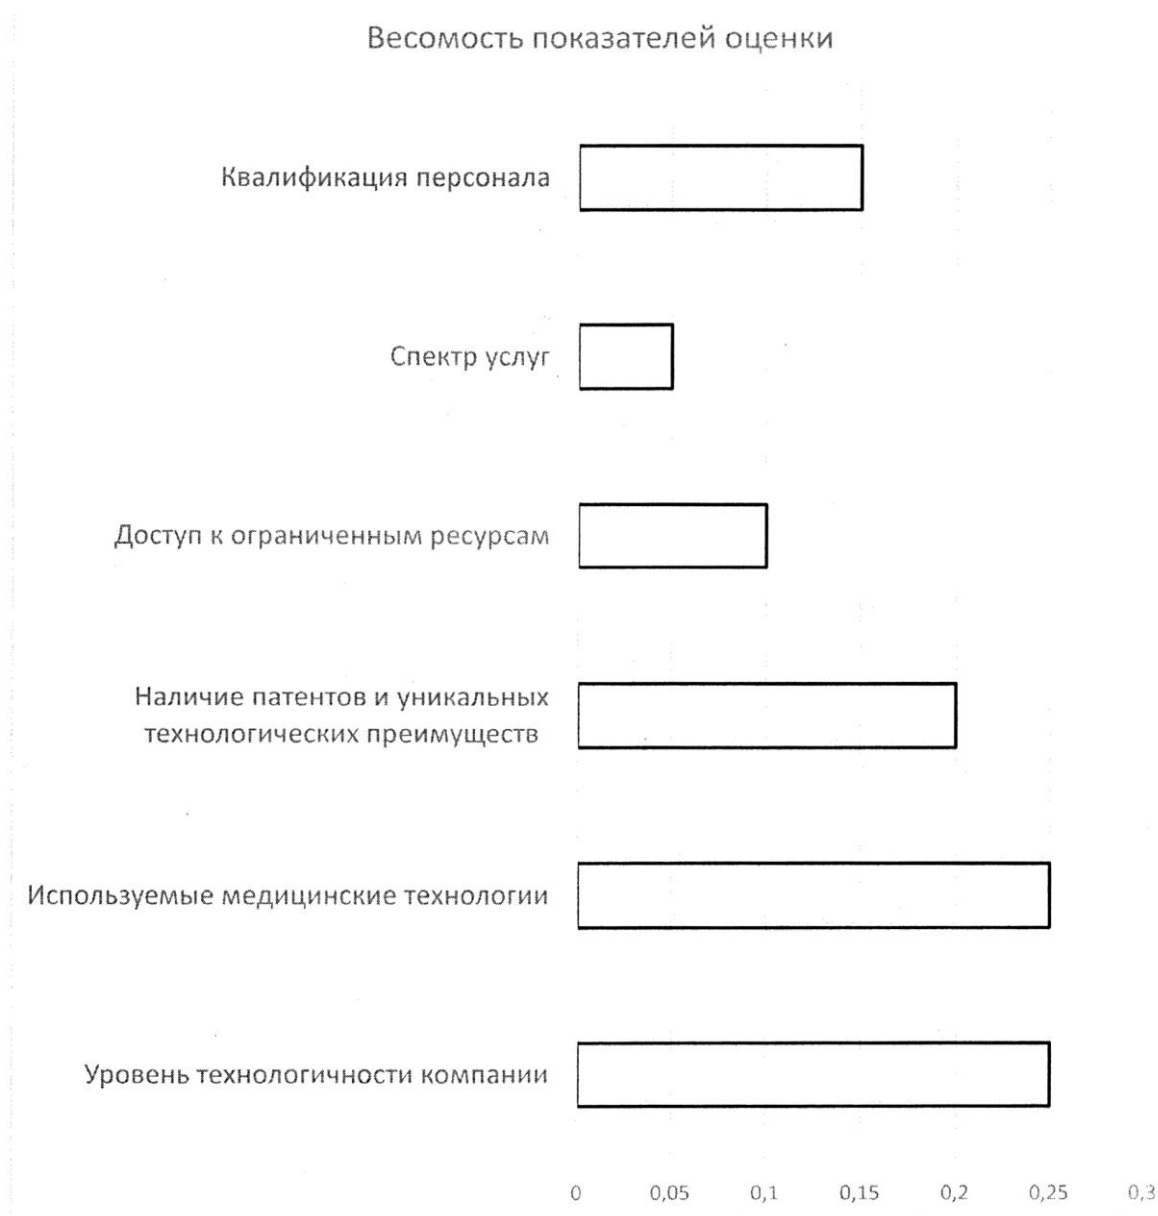 Весомость показателей оценки
Квалификация персонала
Спектр услуг
Доступ к ограниченным ресурсам
Наличие патентов и уникальных
технологических преимуществ
Используемые медицинские технологии
Уровень технологичности компании
0 0,05 0,1 0,15 0,2 0,25 0,3